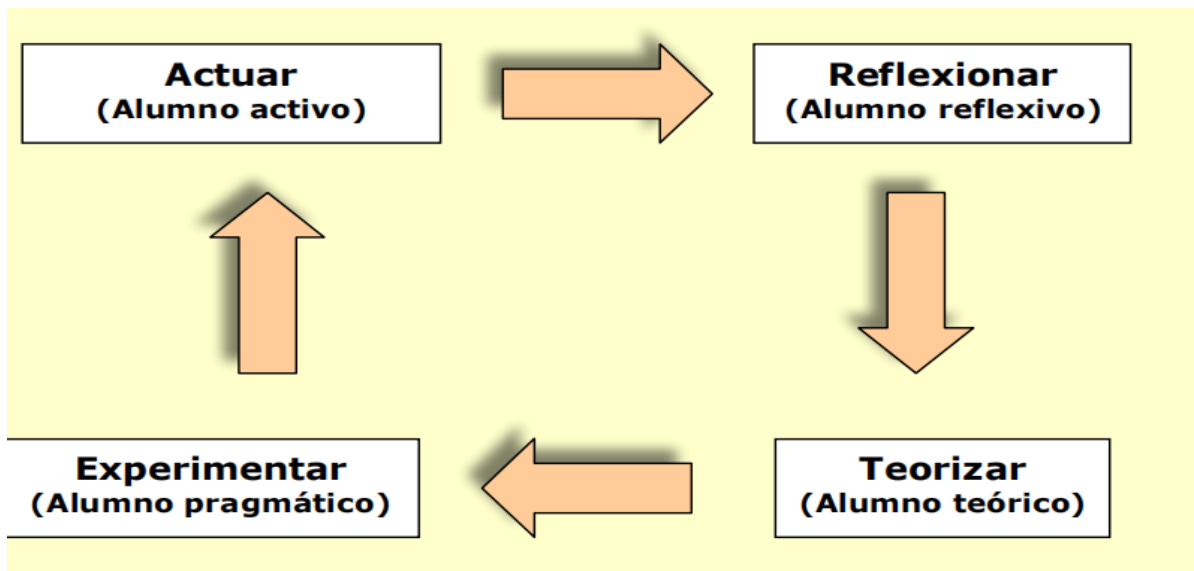 Actuar
(Alumno activo)
Reflexionar
(Alumno reflexivo)
Experimentar
(Alumno pragmático)
Teorizar
(Alumno teórico)